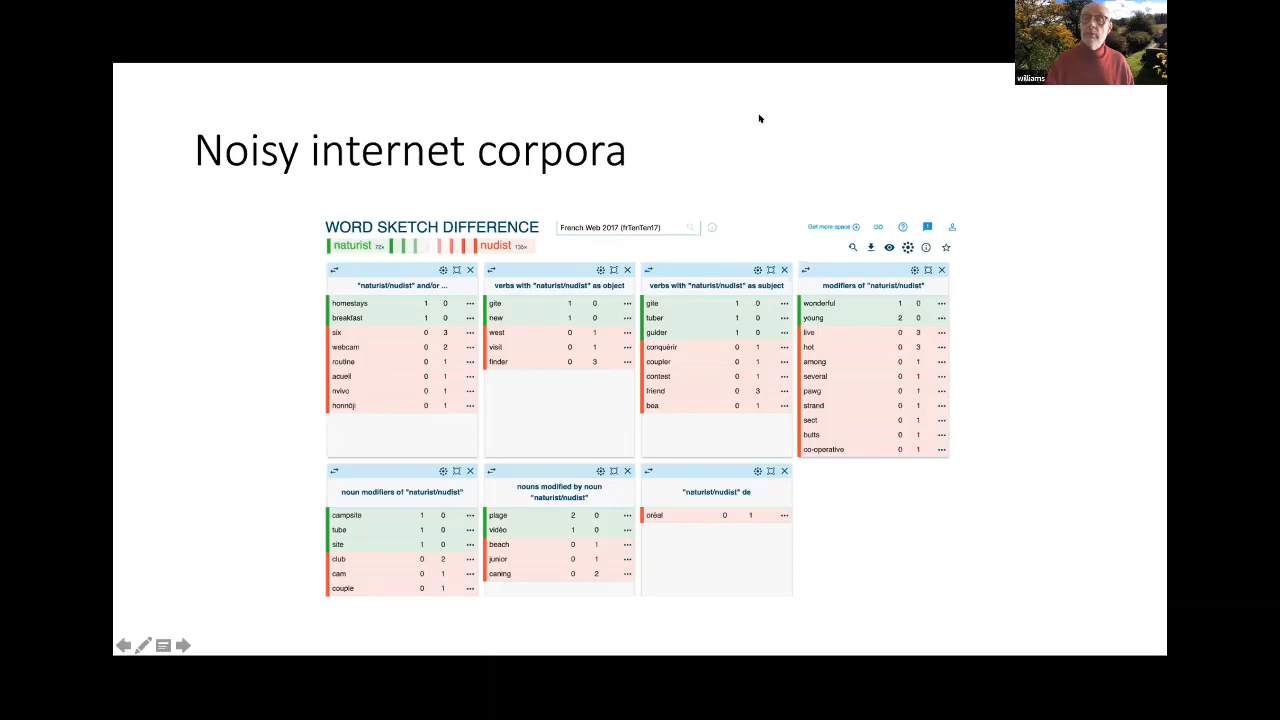 williams
Noisy internet corpora
WORD SKETCH DIFFERENCE
French Web 2017 (frTenTen17)
Get more space
naturist 72x
nudist 135x
"naturist/nudist" and/or ...
homestays 1 0
breakfast 1 0
six 0 3
webcam 0 2
routine 0 1
acueil 0 1
nvivo 0 1
honnōji 0 1
verbs with "naturist/nudist" as object
gite 1 0
new 1 0
west 0 1
visit 0 1
finder 0 3
verbs with "naturist/nudist" as subject
gite 1 0
tuber 1 0
guider 1 0
conquérir 0 1
coupler 0 1
contest 0 1
friend 0 3
bea 0 1
modifiers of "naturist/nudist"
wonderful 1 0
young 2 0
live 0 3
hot 0 3
among 0 1
several 0 1
pawg 0 1
strand 0 1
sect 0 1
butts 0 1
co-operative 0 1
noun modifiers of "naturist/nudist"
campsite 1 0
tube 1 0
site 1 0
club 0 2
cam 0 1
couple 0 1
nouns modified by noun
"naturist/nudist"
plage 2 0
vidéo 1 0
beach 0 1
junior 0 1
caning 0 2
"naturist/nudist" de
oréal 0 1